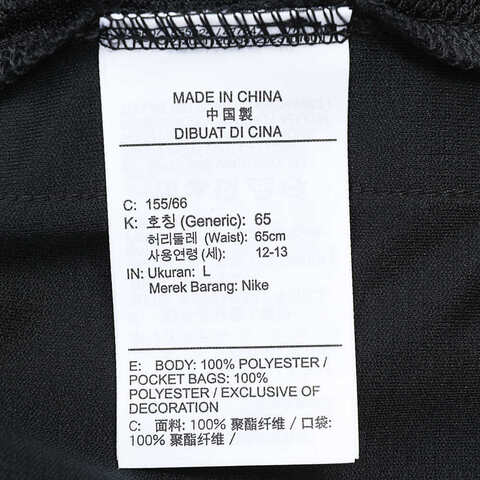 MADE IN CHINA
中国製
DIBUAT DI CINA
C: 155/66
K: 호칭 (Generic): 65
허리둘레 (Waist): 65cm
사용연령 (세): 12-13
IN: Ukuran: L
Merek Barang: Nike
E: BODY: 100% POLYESTER /
POCKET BAGS: 100%
POLYESTER / EXCLUSIVE OF
DECORATION
C: 面料: 100% 聚酯纤维 / 口袋:
100% 聚酯纤维 /